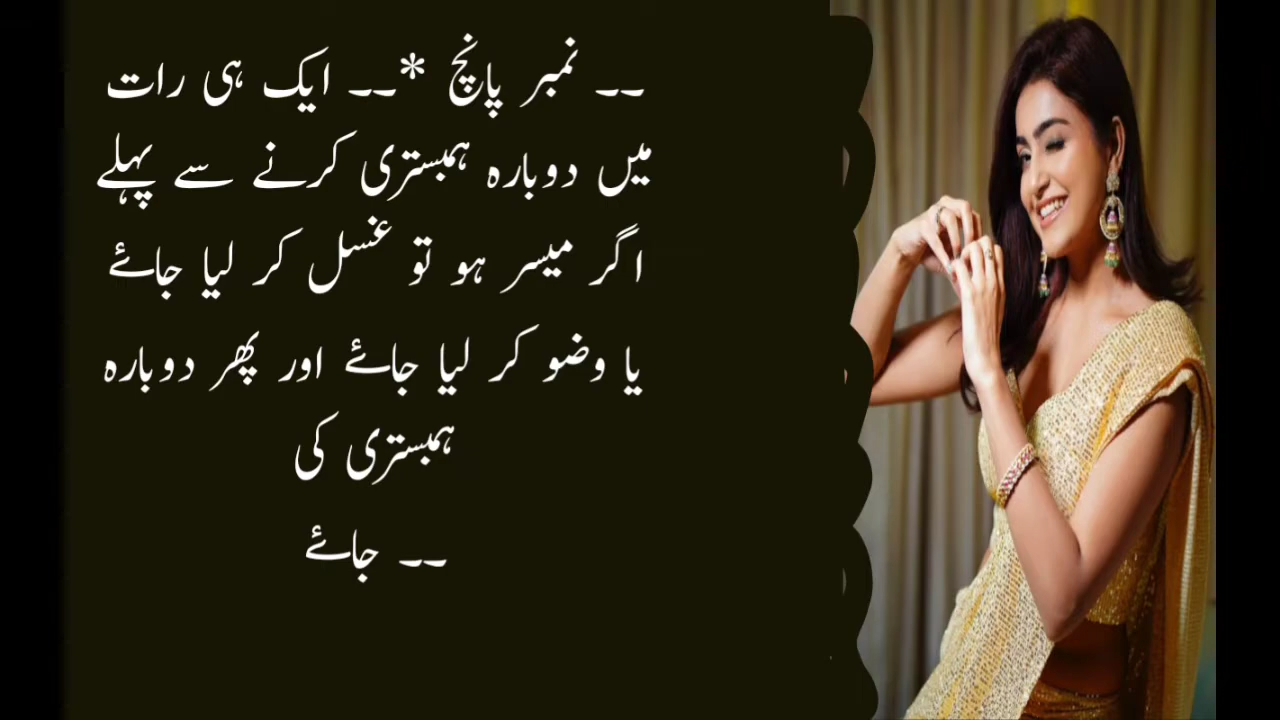 ۔۔ نمبر پانچ *۔۔ ایک ہی رات
میں دوبارہ ہمبستری کرنے سے پہلے
اگر میسر ہو تو غسل کر لیا جائے
یا وضو کر لیا جائے اور پھر دوبارہ
ہمبستری کی
۔۔ جائے